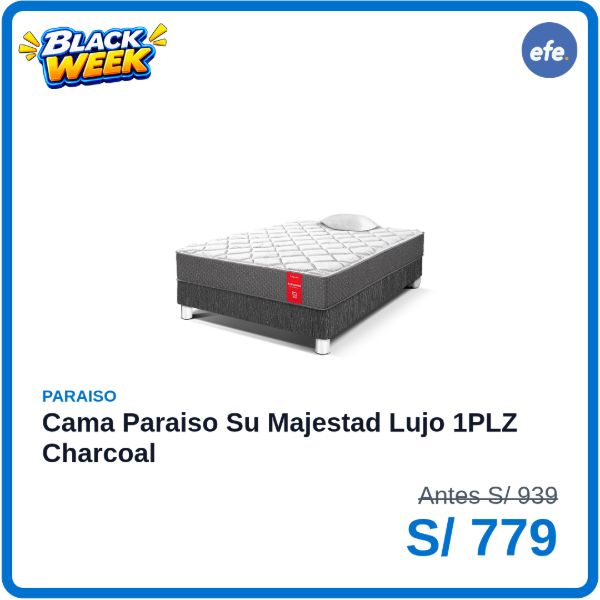 BLACK
WEEK
efe.
PARAISO
Cama Paraiso Su Majestad Lujo 1PLZ
Charcoal
Antes S/ 939
S/ 779